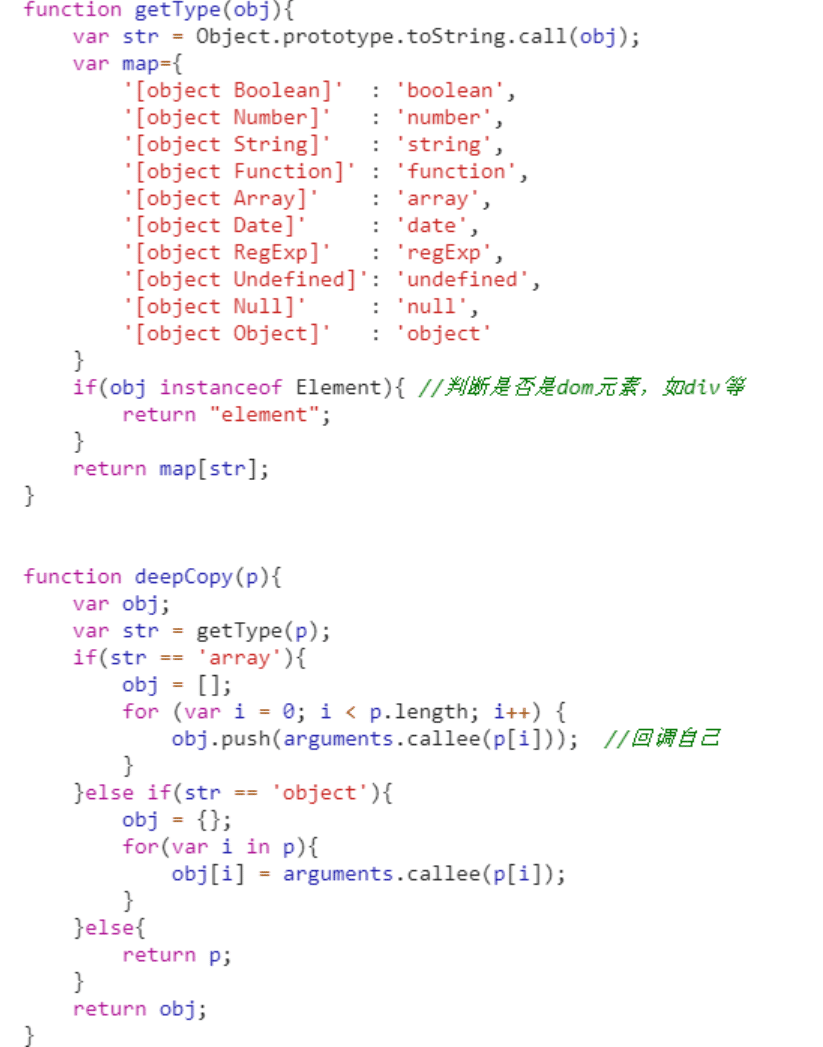 function getType(obj){
    var str = Object.prototype.toString.call(obj);
    var map={
        '[object Boolean]'  : 'boolean',
        '[object Number]'   : 'number',
        '[object String]'   : 'string',
        '[object Function]' : 'function',
        '[object Array]'    : 'array',
        '[object Date]'     : 'date',
        '[object RegExp]'   : 'regExp',
        '[object Undefined]': 'undefined',
        '[object Null]'     : 'null',
        '[object Object]'   : 'object'
    }
    if(obj instanceof Element){ //判断是否是dom元素，如div等
        return "element";
    }
    return map[str];
}
function deepCopy(p){
    var obj;
    var str = getType(p);
    if(str == 'array'){
        obj = [];
        for (var i = 0; i < p.length; i++) {
            obj.push(arguments.callee(p[i]));  //回调自己
        }
    }else if(str == 'object'){
        obj = {};
        for(var i in p){
            obj[i] = arguments.callee(p[i]);
        }
    }else{
        return p;
    }
    return obj;
}